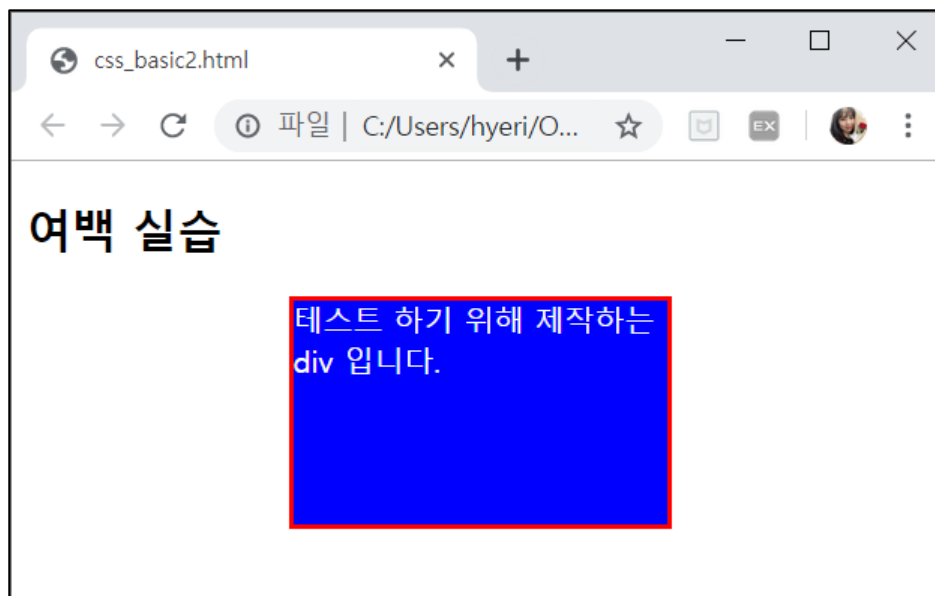 css_basic2.html
파일 | C:/Users/hyeri/O...
EX
여백 실습
테스트 하기 위해 제작하는
div 입니다.